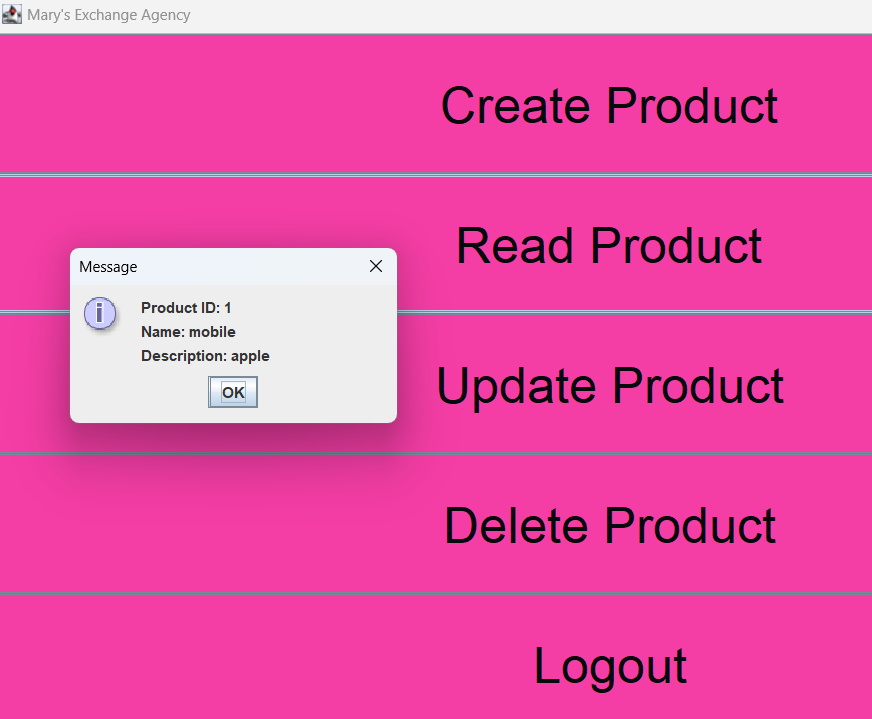 Mary's Exchange Agency
Create Product
Read Product
Message
Product ID: 1
Name: mobile
Description: apple
OK
Update Product
Delete Product
Logout